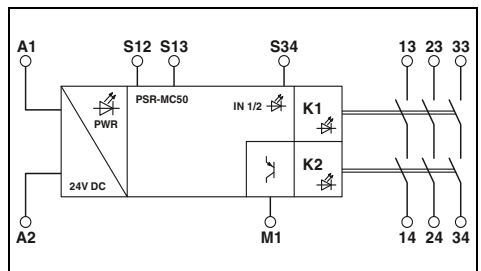 A1 S12 S13 S34 13 23 33
PSR-MC50 IN 1/2 K1
PWR
K2
24V DC
A2 M1 14 24 34